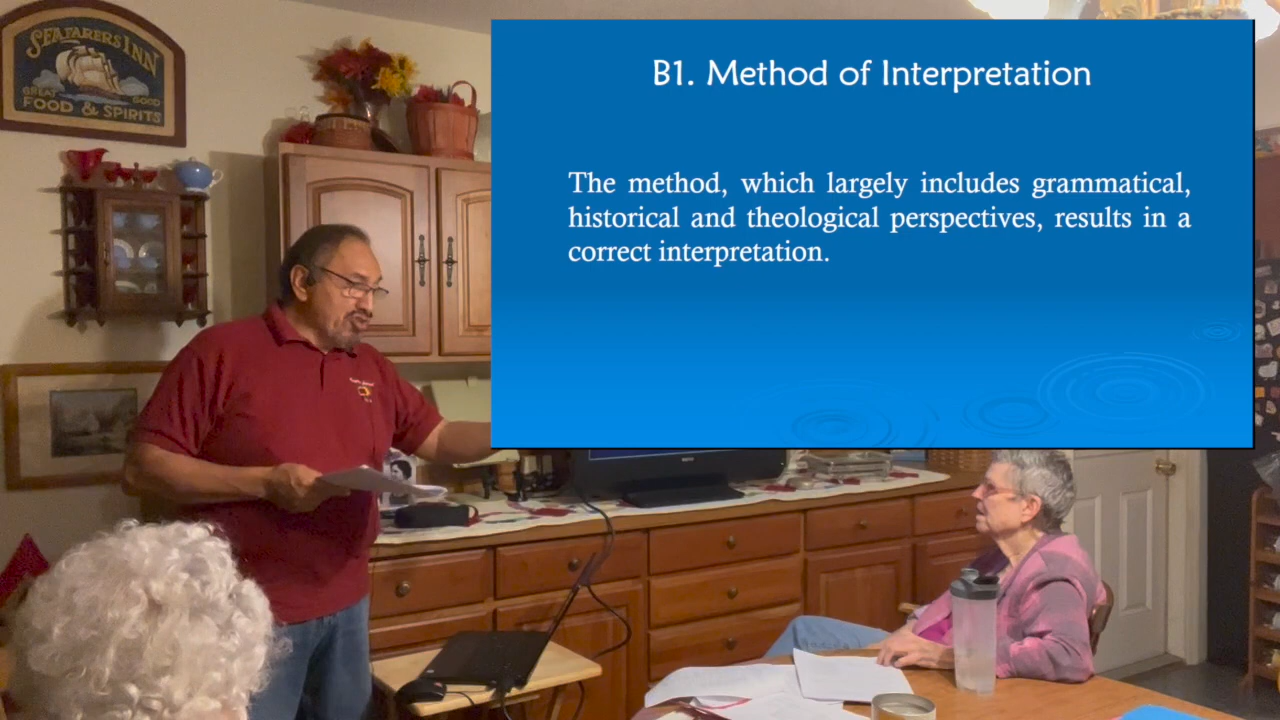 SEAFARERS INN
GREAT GOOD
FOOD & SPIRITS
B1. Method of Interpretation
The method, which largely includes grammatical,
historical and theological perspectives, results in a
correct interpretation.